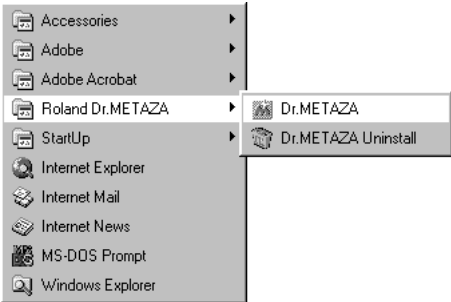 Accessories
Adobe
Adobe Acrobat
Roland Dr.METAZA
StartUp
Internet Explorer
Internet Mail
Internet News
MS-DOS Prompt
Windows Explorer
Dr.METAZA
Dr.METAZA Uninstall